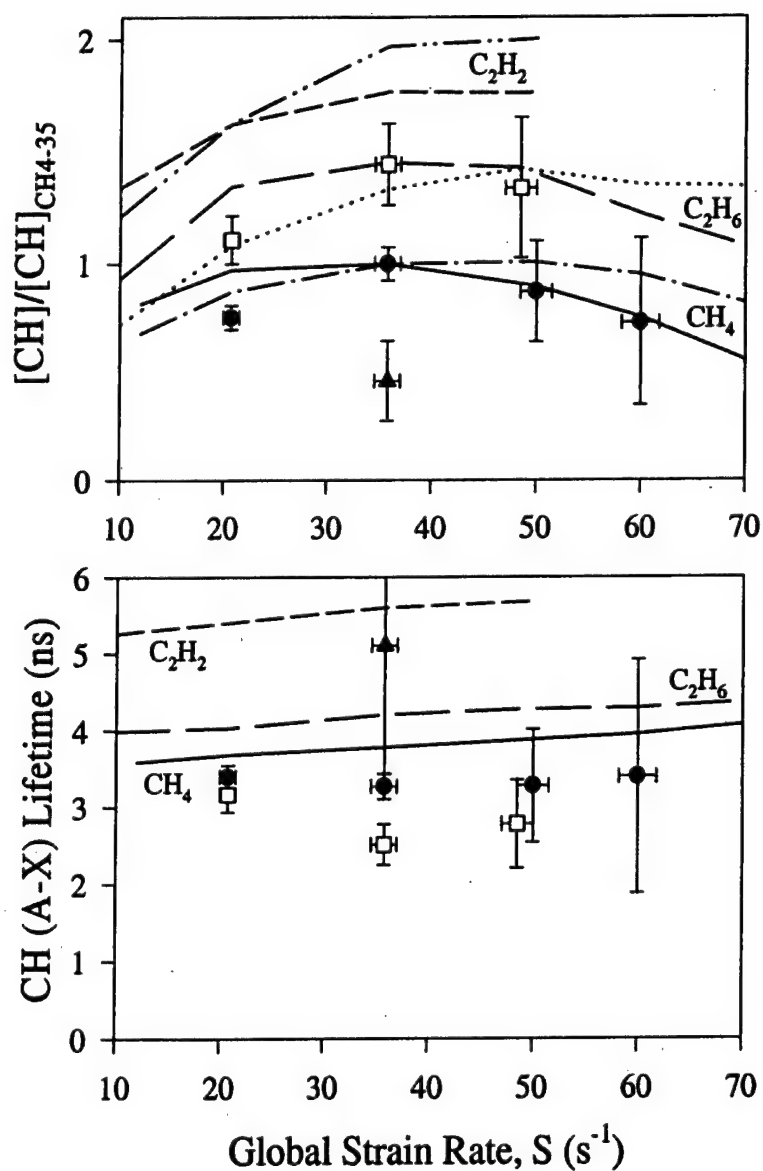 2
1
0
[CH]/[CH]CH4-35
C2H2
C2H6
CH4
10 20 30 40 50 60 70
6
5
4
3
2
1
0
CH (A-X) Lifetime (ns)
C2H2
C2H6
CH4
10 20 30 40 50 60 70
Global Strain Rate, S (s-1)